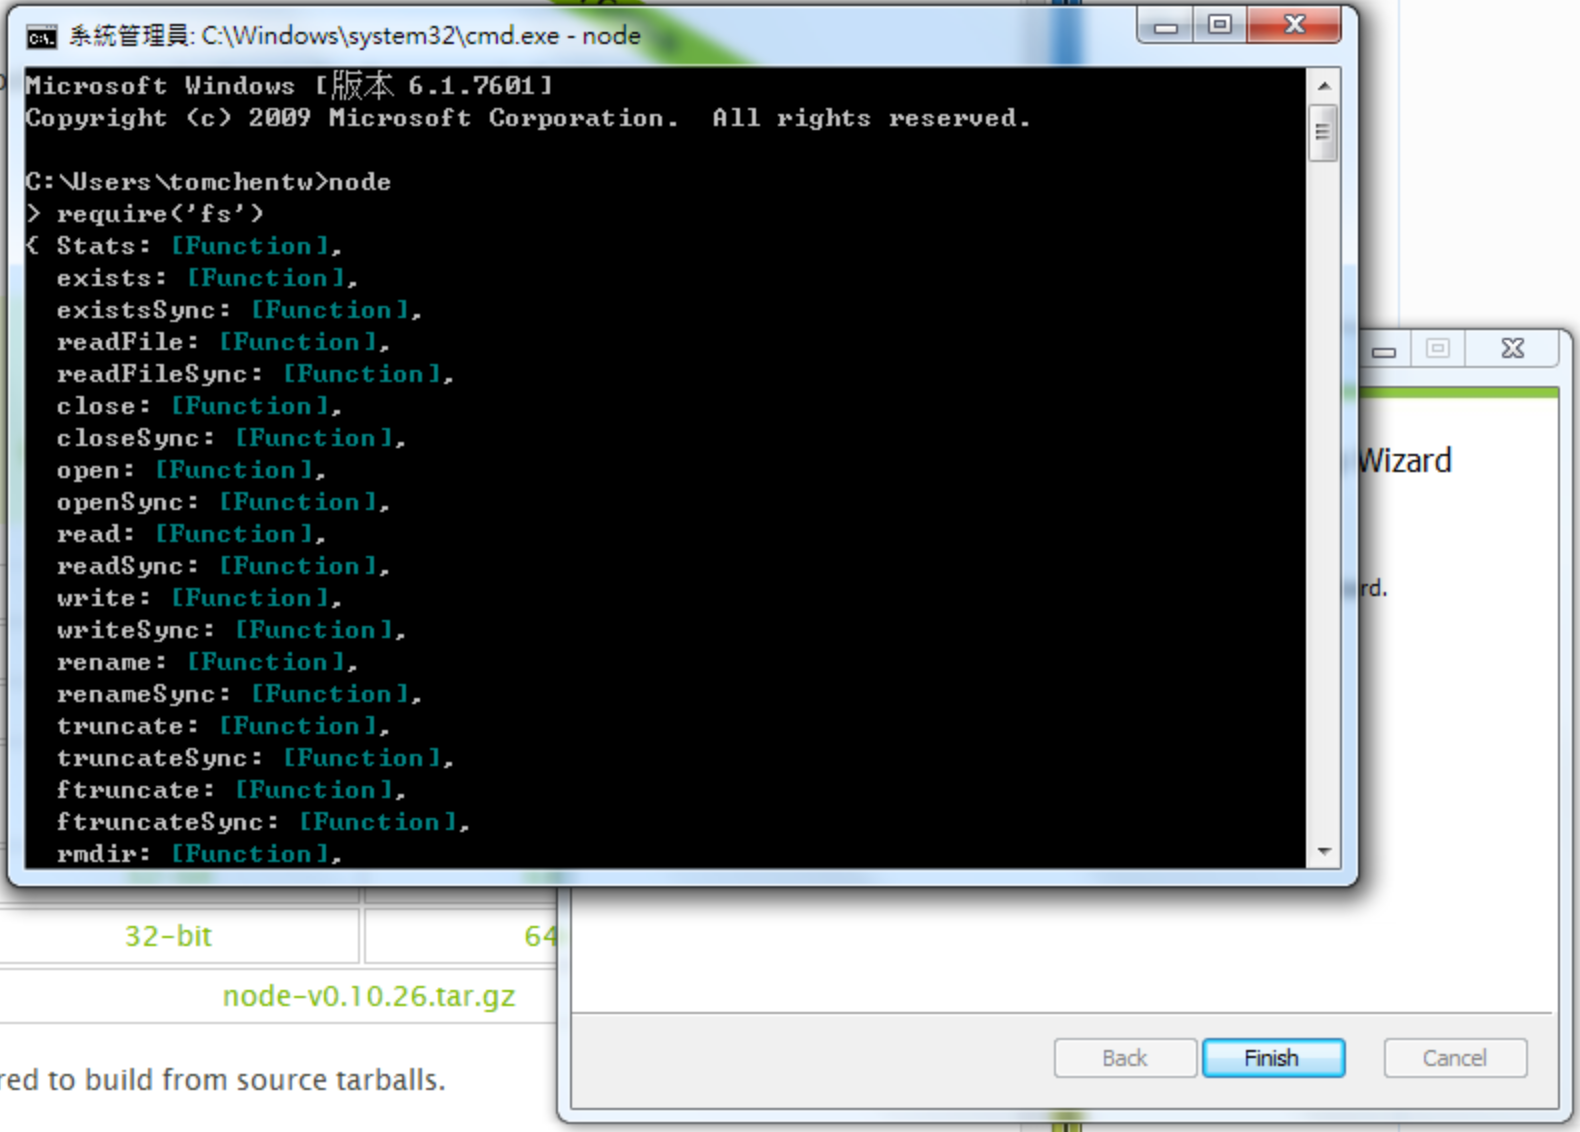 系統管理員: C:\Windows\system32\cmd.exe - node
Microsoft Windows [版本 6.1.7601]
Copyright (c) 2009 Microsoft Corporation.  All rights reserved.
C:\Users\tomchentw>node
> require('fs')
{ Stats: [Function],
exists: [Function],
existsSync: [Function],
readFile: [Function],
readFileSync: [Function],
close: [Function],
closeSync: [Function],
open: [Function],
openSync: [Function],
read: [Function],
readSync: [Function],
write: [Function],
writeSync: [Function],
rename: [Function],
renameSync: [Function],
truncate: [Function],
truncateSync: [Function],
ftruncate: [Function],
ftruncateSync: [Function],
rmdir: [Function],
Wizard
rd.
32-bit
64
node-v0.10.26.tar.gz
red to build from source tarballs.
Back
Finish
Cancel